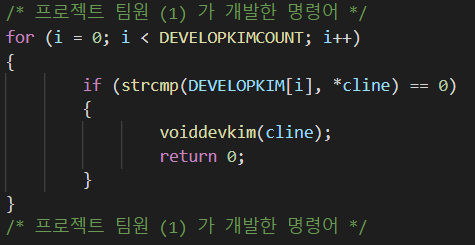 /* 프로젝트 팀원 (1) 가 개발한 명령어 */
for (i = 0; i < DEVELOPKIMCOUNT; i++)
{
if (strcmp(DEVELOPKIM[i], *cline) == 0)
{
voiddevkim(cline);
return 0;
}
}
/* 프로젝트 팀원 (1) 가 개발한 명령어 */